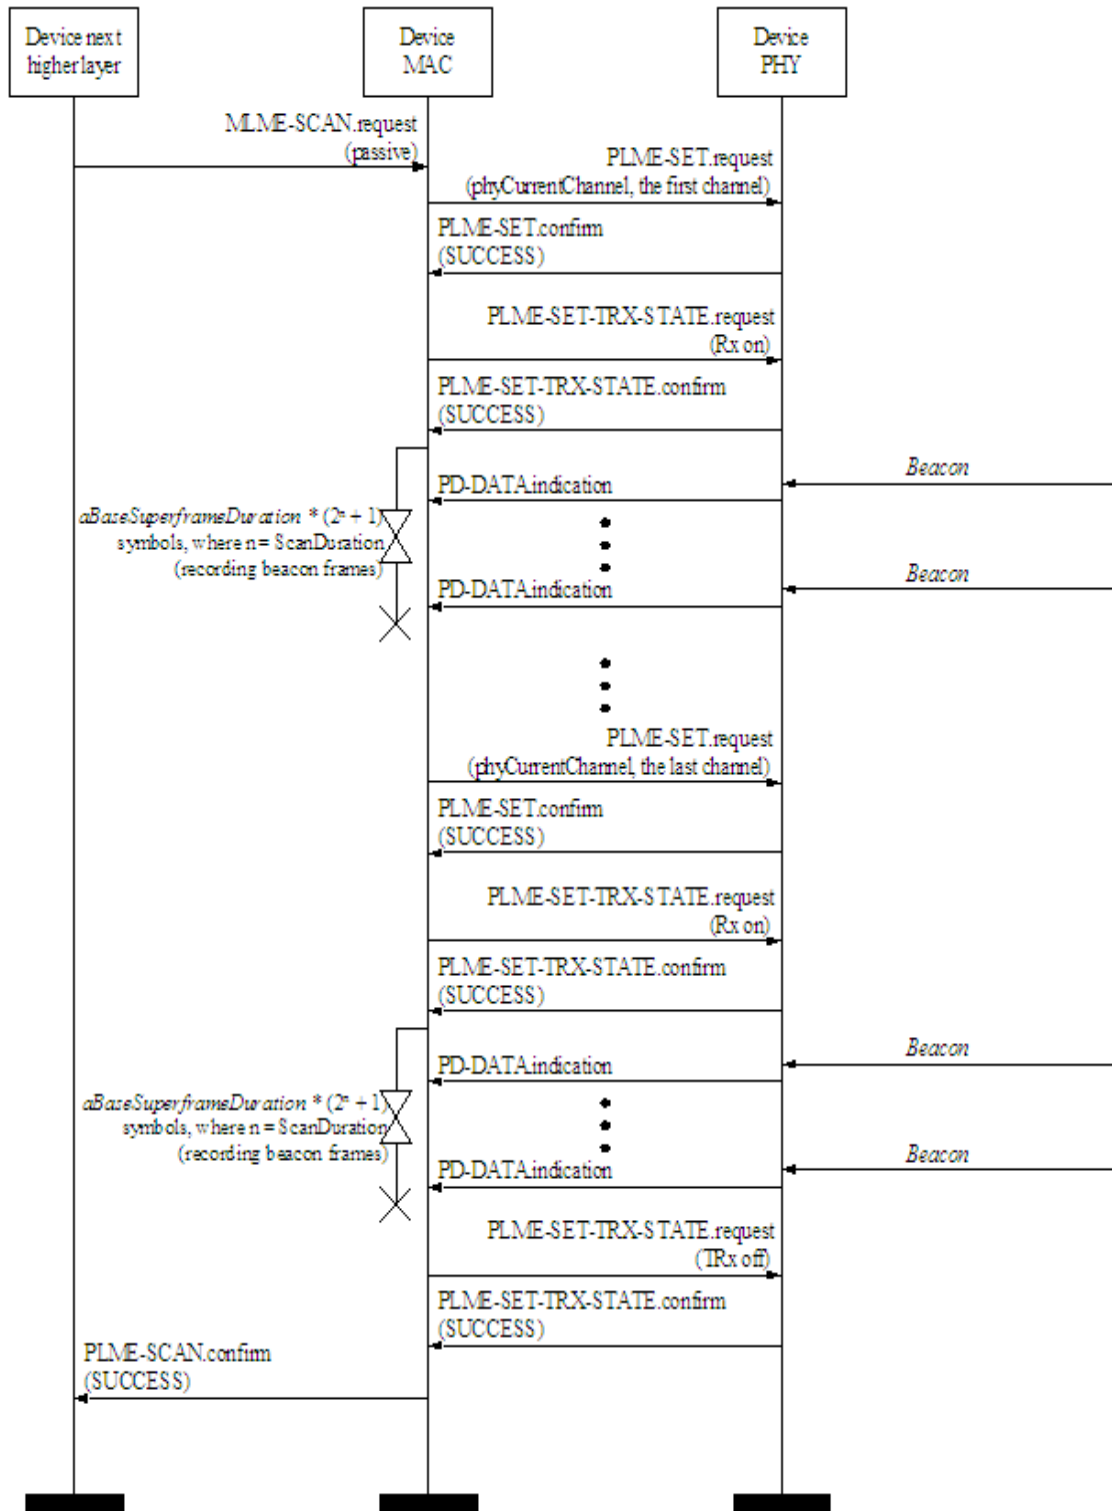 Device next
higher layer
Device
MAC
Device
PHY
MLME-SCAN.request
(passive)
PLME-SET.request
(phyCurrentChannel, the first channel)
PLME-SET.confirm
(SUCCESS)
PLME-SET-TRX-STATE.request
(Rx on)
PLME-SET-TRX-STATE.confirm
(SUCCESS)
Beacon
PD-DATA.indication
aBaseSuperframeDuration * (2ⁿ + 1)
symbols, where n = ScanDuration
(recording beacon frames)
Beacon
PD-DATA.indication
PLME-SET.request
(phyCurrentChannel, the last channel)
PLME-SET.confirm
(SUCCESS)
PLME-SET-TRX-STATE.request
(Rx on)
PLME-SET-TRX-STATE.confirm
(SUCCESS)
Beacon
PD-DATA.indication
aBaseSuperframeDuration * (2ⁿ + 1)
symbols, where n = ScanDuration
(recording beacon frames)
Beacon
PD-DATA.indication
PLME-SET-TRX-STATE.request
(TRx off)
PLME-SET-TRX-STATE.confirm
(SUCCESS)
PLME-SCAN.confirm
(SUCCESS)